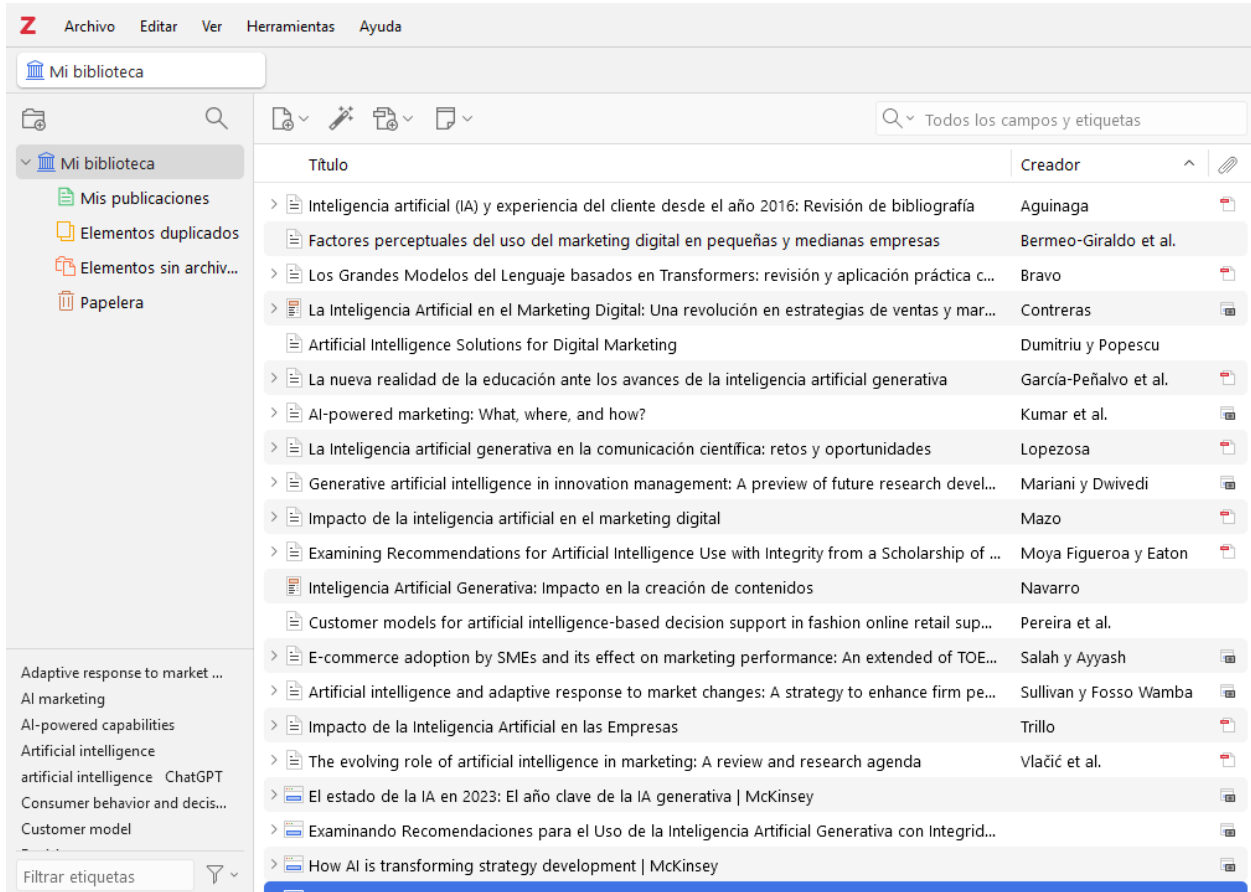 Z Archivo Editar Ver Herramientas Ayuda
Mi biblioteca
Todos los campos y etiquetas
Mi biblioteca
Mis publicaciones
Elementos duplicados
Elementos sin archiv...
Papelera
Título Creador
Inteligencia artificial (IA) y experiencia del cliente desde el año 2016: Revisión de bibliografía Aguinaga
Factores perceptuales del uso del marketing digital en pequeñas y medianas empresas Bermeo-Giraldo et al.
Los Grandes Modelos del Lenguaje basados en Transformers: revisión y aplicación práctica c... Bravo
La Inteligencia Artificial en el Marketing Digital: Una revolución en estrategias de ventas y mar... Contreras
Artificial Intelligence Solutions for Digital Marketing Dumitriu y Popescu
La nueva realidad de la educación ante los avances de la inteligencia artificial generativa García-Peñalvo et al.
AI-powered marketing: What, where, and how? Kumar et al.
La Inteligencia artificial generativa en la comunicación científica: retos y oportunidades Lopezosa
Generative artificial intelligence in innovation management: A preview of future research devel... Mariani y Dwivedi
Impacto de la inteligencia artificial en el marketing digital Mazo
Examining Recommendations for Artificial Intelligence Use with Integrity from a Scholarship of ... Moya Figueroa y Eaton
Inteligencia Artificial Generativa: Impacto en la creación de contenidos Navarro
Customer models for artificial intelligence-based decision support in fashion online retail sup... Pereira et al.
E-commerce adoption by SMEs and its effect on marketing performance: An extended of TOE... Salah y Ayyash
Artificial intelligence and adaptive response to market changes: A strategy to enhance firm pe... Sullivan y Fosso Wamba
Impacto de la Inteligencia Artificial en las Empresas Trillo
The evolving role of artificial intelligence in marketing: A review and research agenda Vlačić et al.
El estado de la IA en 2023: El año clave de la IA generativa | McKinsey
Examinando Recomendaciones para el Uso de la Inteligencia Artificial Generativa con Integrid...
How AI is transforming strategy development | McKinsey
Adaptive response to market ...
AI marketing
AI-powered capabilities
Artificial intelligence
artificial intelligence ChatGPT
Consumer behavior and decis...
Customer model
Filtrar etiquetas